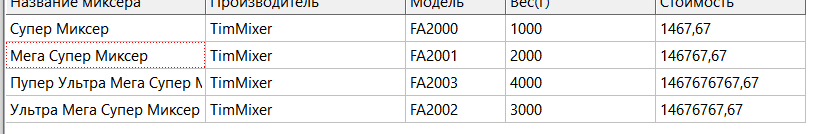 Название миксера Производитель Модель Вес(г) Стоимость
Супер Миксер TimMixer FA2000 1000 1467,67
Мега Супер Миксер TimMixer FA2001 2000 146767,67
Пупер Ультра Мега Супер М TimMixer FA2003 4000 1467676767,67
Ультра Мега Супер Миксер TimMixer FA2002 3000 14676767,67